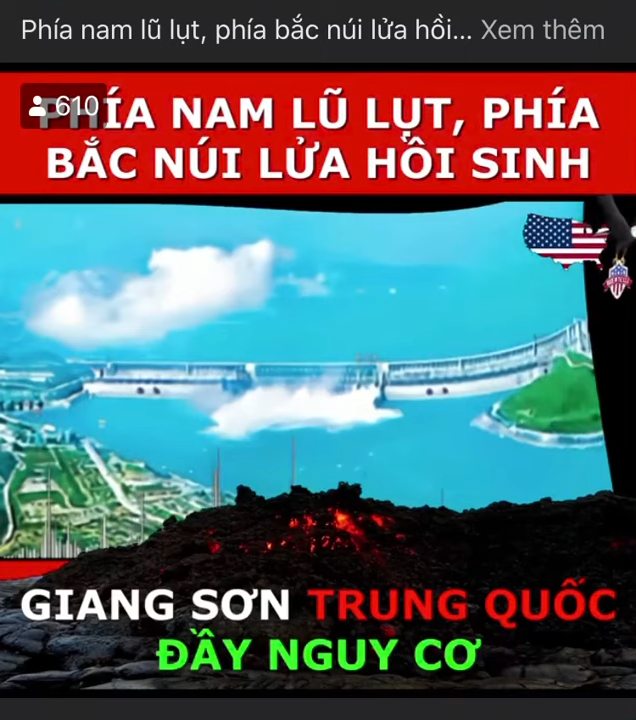 Phía nam lũ lụt, phía bắc núi lửa hồi... Xem thêm
610
PHÍA NAM LŨ LỤT, PHÍA
BẮC NÚI LỬA HỒI SINH
GIANG SƠN TRUNG QUỐC
ĐẦY NGUY CƠ